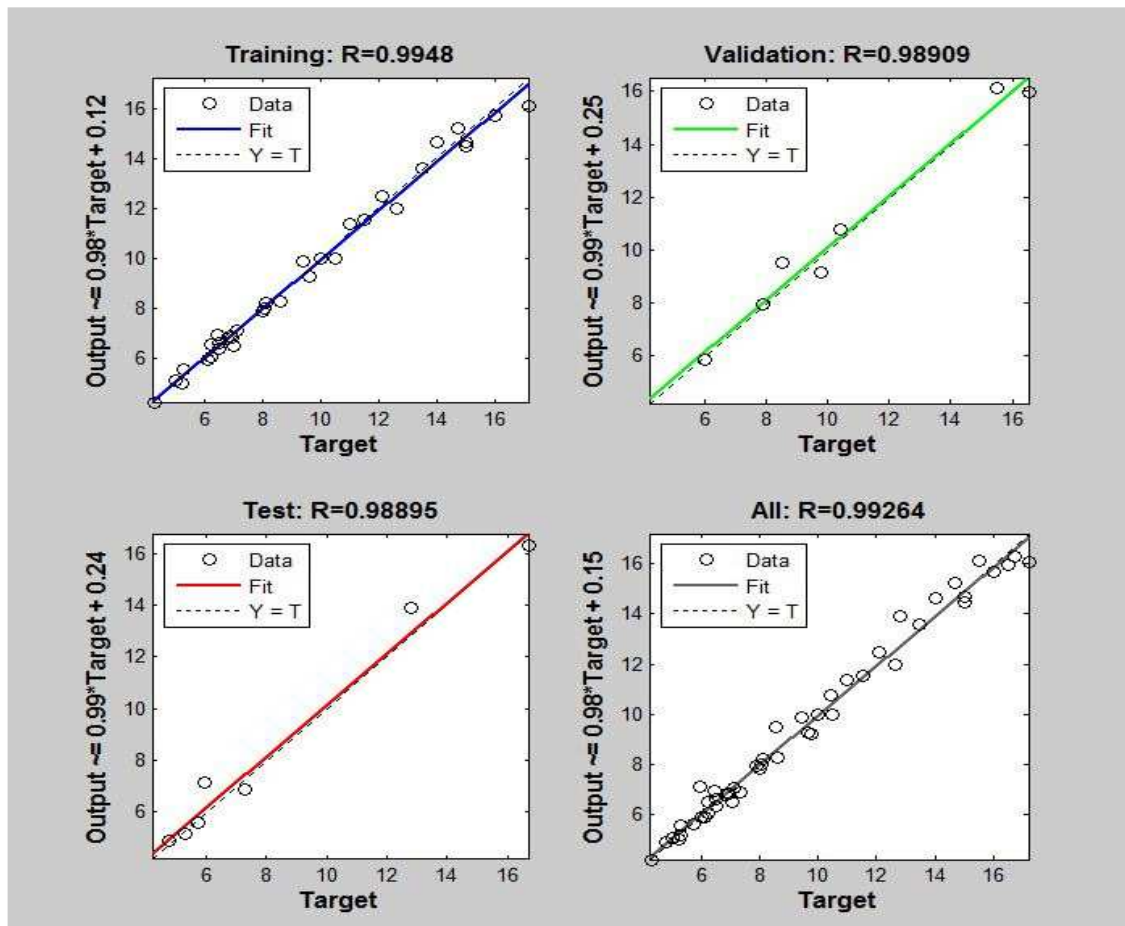 Training: R=0.9948
Output ~= 0.98*Target + 0.12
Data
Fit
Y = T
16
14
12
10
8
6
6 8 10 12 14 16
Target
Validation: R=0.98909
Output ~= 0.99*Target + 0.25
Data
Fit
Y = T
16
14
12
10
8
6
6 8 10 12 14 16
Target
Test: R=0.98895
Output ~= 0.99*Target + 0.24
Data
Fit
Y = T
16
14
12
10
8
6
6 8 10 12 14 16
Target
All: R=0.99264
Output ~= 0.98*Target + 0.15
Data
Fit
Y = T
16
14
12
10
8
6
6 8 10 12 14 16
Target